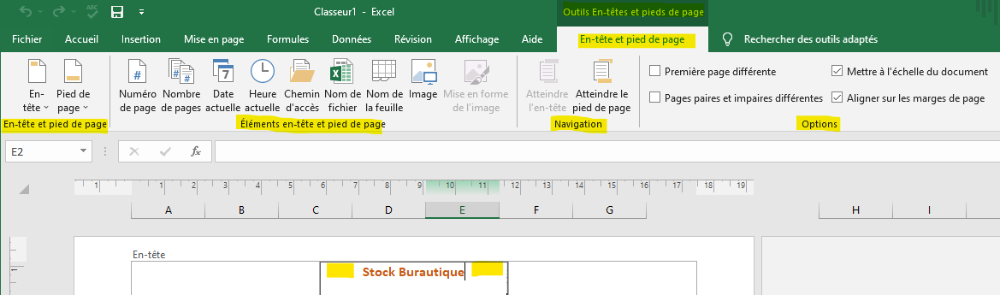 Classeur1 - Excel
Outils En-têtes et pieds de page
Fichier Accueil Insertion Mise en page Formules Données Révision Affichage Aide En-tête et pied de page Rechercher des outils adaptés
En-tête Pied de page Numéro de page Nombre de pages Date actuelle Heure actuelle Chemin d'accès Nom de fichier Nom de la feuille Image Mise en forme de l'image Atteindre l'en-tête Atteindre le pied de page
Première page différente Mettre à l'échelle du document
Pages paires et impaires différentes Aligner sur les marges de page
En-tête et pied de page Éléments en-tête et pied de page Navigation Options
E2 fx
1 1 2 3 4 5 6 7 8 9 10 11 12 13 14 15 16 17 18 19
A B C D E F G H I
En-tête
1
Stock Burautique